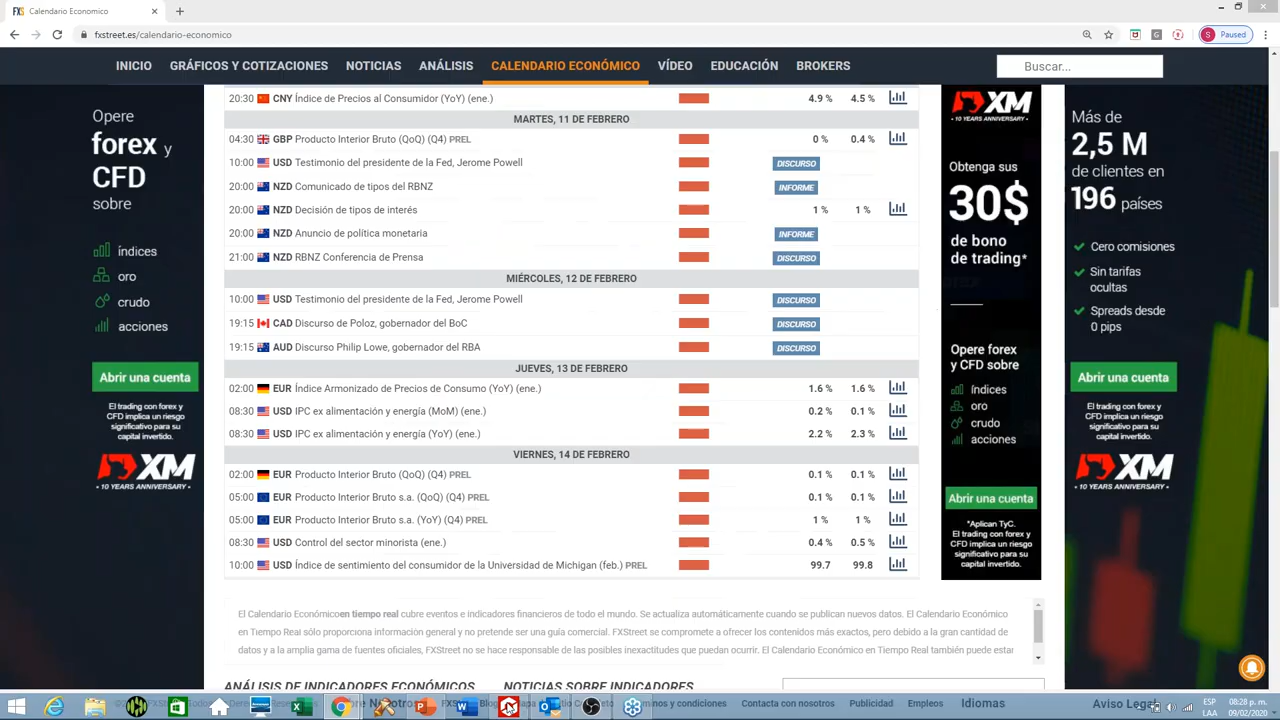 Calendario Economico
fxstreet.es/calendario-economico
S Paused
INICIO GRÁFICOS Y COTIZACIONES NOTICIAS ANÁLISIS CALENDARIO ECONÓMICO VÍDEO EDUCACIÓN BROKERS
Buscar...
Opere
forex y
CFD
sobre
índices
oro
crudo
acciones
Abrir una cuenta
El trading con forex y
CFD implica un riesgo
significativo para su
capital invertido.
XM
10 YEARS ANNIVERSARY
20:30 CNY Índice de Precios al Consumidor (YoY) (ene.) 4.9 % 4.5 %
MARTES, 11 DE FEBRERO
04:30 GBP Producto Interior Bruto (QoQ) (Q4) PREL 0 % 0.4 %
10:00 USD Testimonio del presidente de la Fed, Jerome Powell DISCURSO
20:00 NZD Comunicado de tipos del RBNZ INFORME
20:00 NZD Decisión de tipos de interés 1 % 1 %
20:00 NZD Anuncio de política monetaria INFORME
21:00 NZD RBNZ Conferencia de Prensa DISCURSO
MIÉRCOLES, 12 DE FEBRERO
10:00 USD Testimonio del presidente de la Fed, Jerome Powell DISCURSO
19:15 CAD Discurso de Poloz, gobernador del BoC DISCURSO
19:15 AUD Discurso Philip Lowe, gobernador del RBA DISCURSO
JUEVES, 13 DE FEBRERO
02:00 EUR Índice Armonizado de Precios de Consumo (YoY) (ene.) 1.6 % 1.6 %
08:30 USD IPC ex alimentación y energía (MoM) (ene.) 0.2 % 0.1 %
08:30 USD IPC ex alimentación y energía (YoY) (ene.) 2.2 % 2.3 %
VIERNES, 14 DE FEBRERO
02:00 EUR Producto Interior Bruto (QoQ) (Q4) PREL 0.1 % 0.1 %
05:00 EUR Producto Interior Bruto s.a. (QoQ) (Q4) PREL 0.1 % 0.1 %
05:00 EUR Producto Interior Bruto s.a. (YoY) (Q4) PREL 1 % 1 %
08:30 USD Control del sector minorista (ene.) 0.4 % 0.5 %
10:00 USD Índice de sentimiento del consumidor de la Universidad de Michigan (feb.) PREL 99.7 99.8
El Calendario Económicoen tiempo real cubre eventos e indicadores financieros de todo el mundo. Se actualiza automáticamente cuando se publican nuevos datos. El Calendario Económico
en Tiempo Real sólo proporciona información general y no pretende ser una guía comercial. FXStreet se compromete a ofrecer los contenidos más exactos, pero debido a la gran cantidad de
datos y a la amplia gama de fuentes oficiales, FXStreet no se hace responsable de las posibles inexactitudes que puedan ocurrir. El Calendario Económico en Tiempo Real también puede estar
ANÁLISIS DE INDICADORES ECONÓMICOS NOTICIAS SOBRE INDICADORES
XM
10 YEARS ANNIVERSARY
Obtenga sus
30$
de bono
de trading*
Opere forex
y CFD sobre
índices
oro
crudo
acciones
Abrir una cuenta
*Aplican TyC.
El trading con forex y
CFD implica un riesgo
significativo para su
capital invertido.
Más de
2,5 M
de clientes en
196 países
Cero comisiones
Sin tarifas
ocultas
Spreads desde
0 pips
Abrir una cuenta
El trading con forex y
CFD implica un riesgo
significativo para su
capital invertido.
XM
10 YEARS ANNIVERSARY
Blog Contacta con nosotros Publicidad Empleos Idiomas Aviso Legal
ESP 08:28 p. m.
LAA 09/02/2020